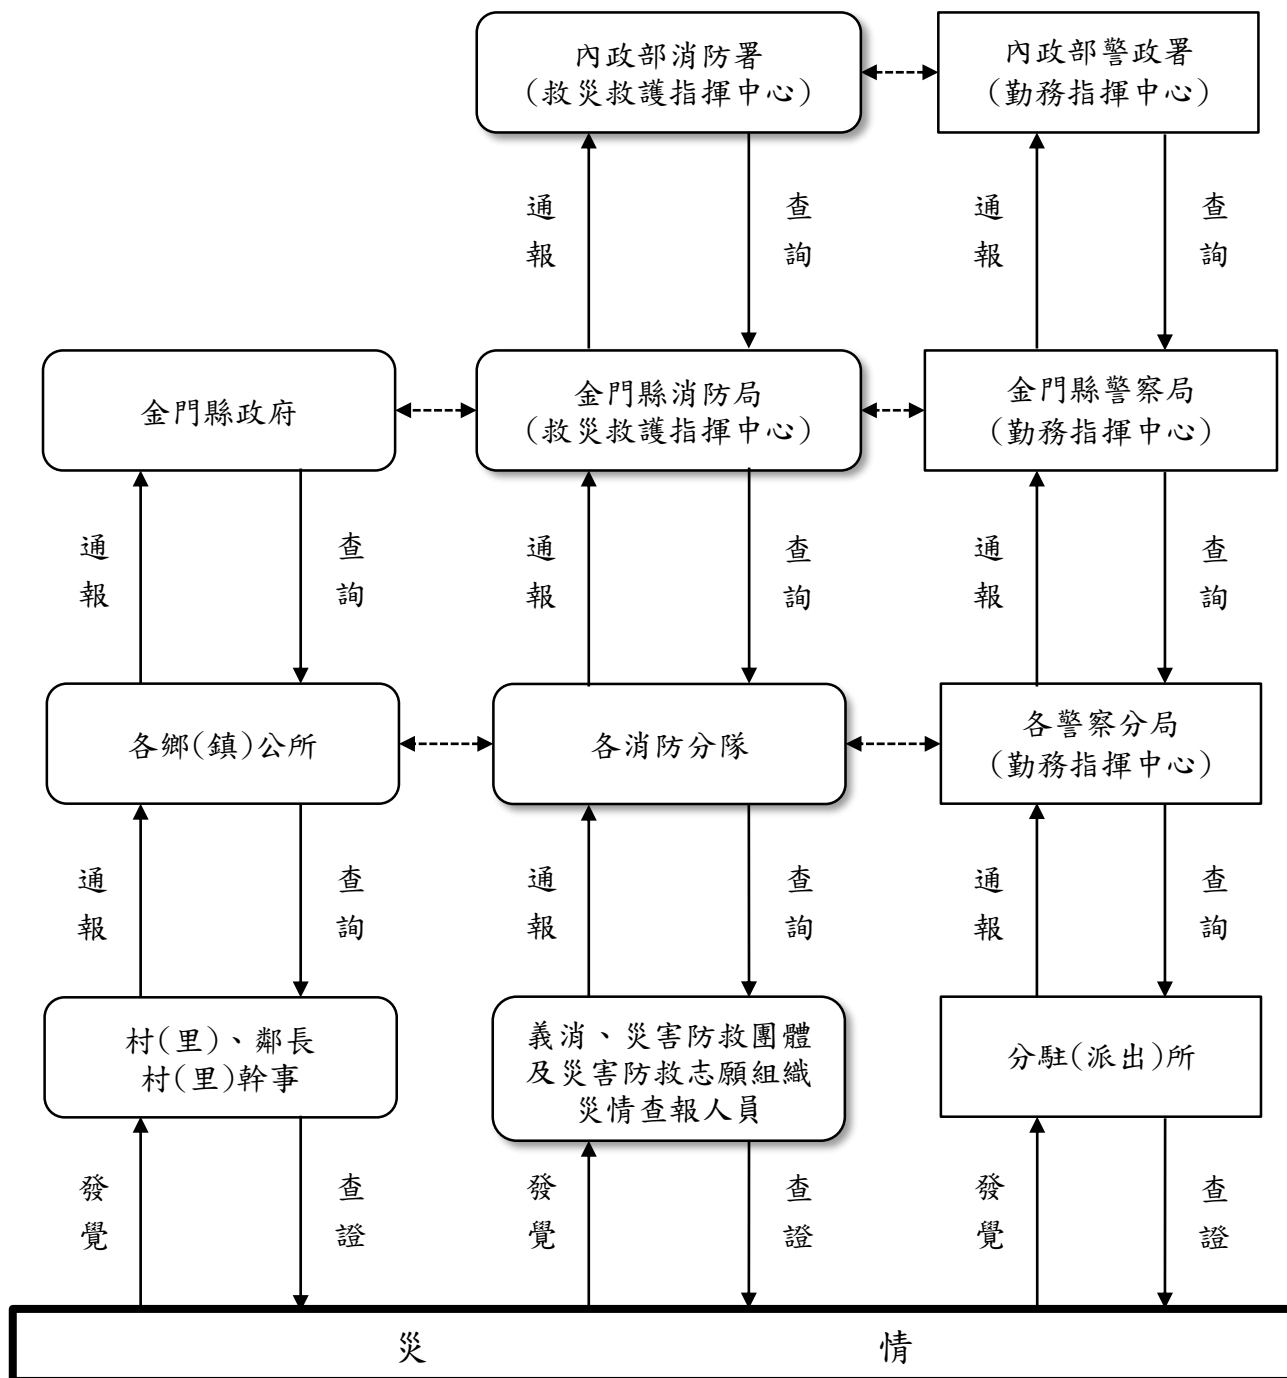 內政部消防署
(救災救護指揮中心)
內政部警政署
(勤務指揮中心)
通報
查詢
通報
查詢
金門縣政府
金門縣消防局
(救災救護指揮中心)
金門縣警察局
(勤務指揮中心)
通報
查詢
通報
查詢
通報
查詢
各鄉(鎮)公所
各消防分隊
各警察分局
(勤務指揮中心)
通報
查詢
通報
查詢
通報
查詢
村(里)、鄰長
村(里)幹事
義消、災害防救團體
及災害防救志願組織
災情查報人員
分駐(派出)所
發覺
查證
發覺
查證
發覺
查證
災情